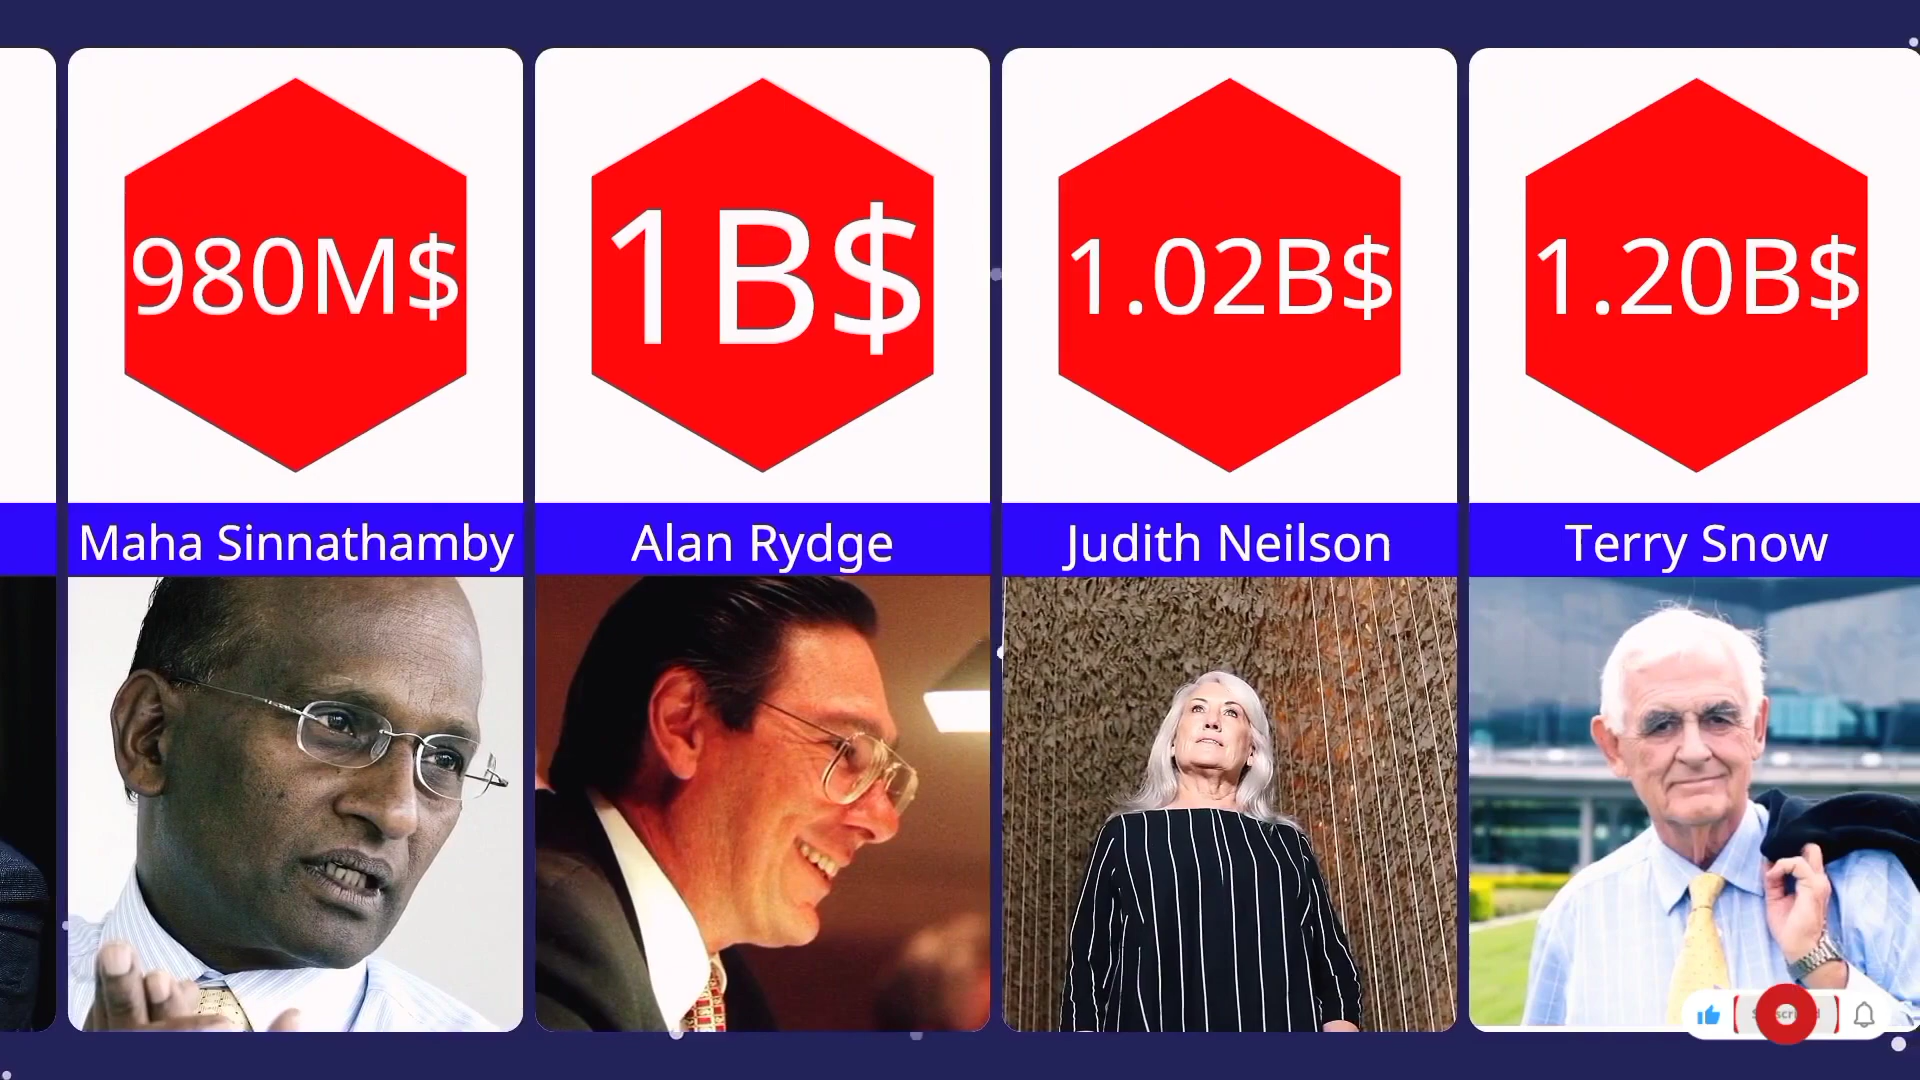 980M$
1B$
1.02B$
1.20B$
Maha Sinnathamby
Alan Rydge
Judith Neilson
Terry Snow